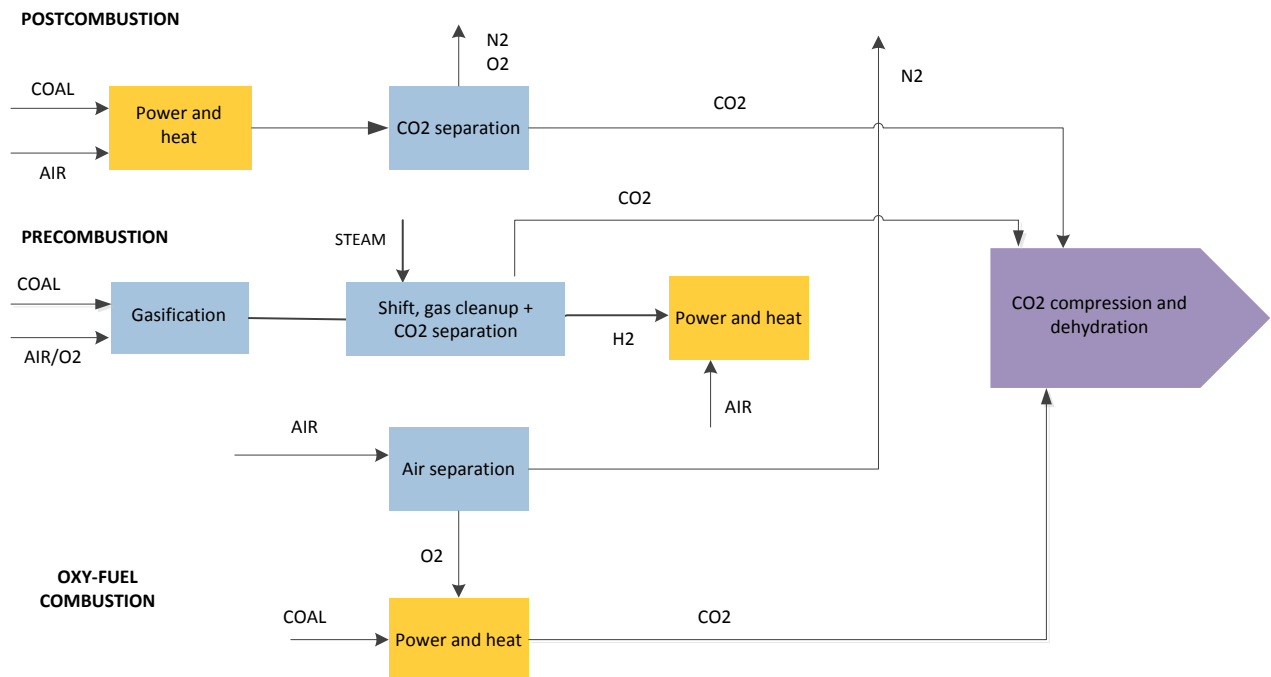 POSTCOMBUSTION
N2
O2
N2
COAL
Power and
heat
CO2 separation
CO2
AIR
CO2
PRECOMBUSTION
STEAM
COAL
Gasification
Shift, gas cleanup +
CO2 separation
H2
Power and heat
CO2 compression and
dehydration
AIR/O2
AIR
AIR
Air separation
O2
OXY-FUEL
COMBUSTION
COAL
Power and heat
CO2